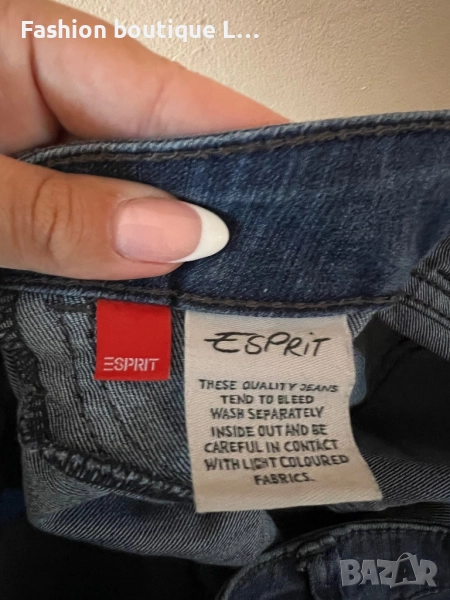 Fashion boutique L...
ESPRIT
ESPRIT
THESE QUALITY JEANS
TEND TO BLEED
WASH SEPARATELY
INSIDE OUT AND BE
CAREFUL IN CONTACT
WITH LIGHT COLOURED
FABRICS.
BAZAR